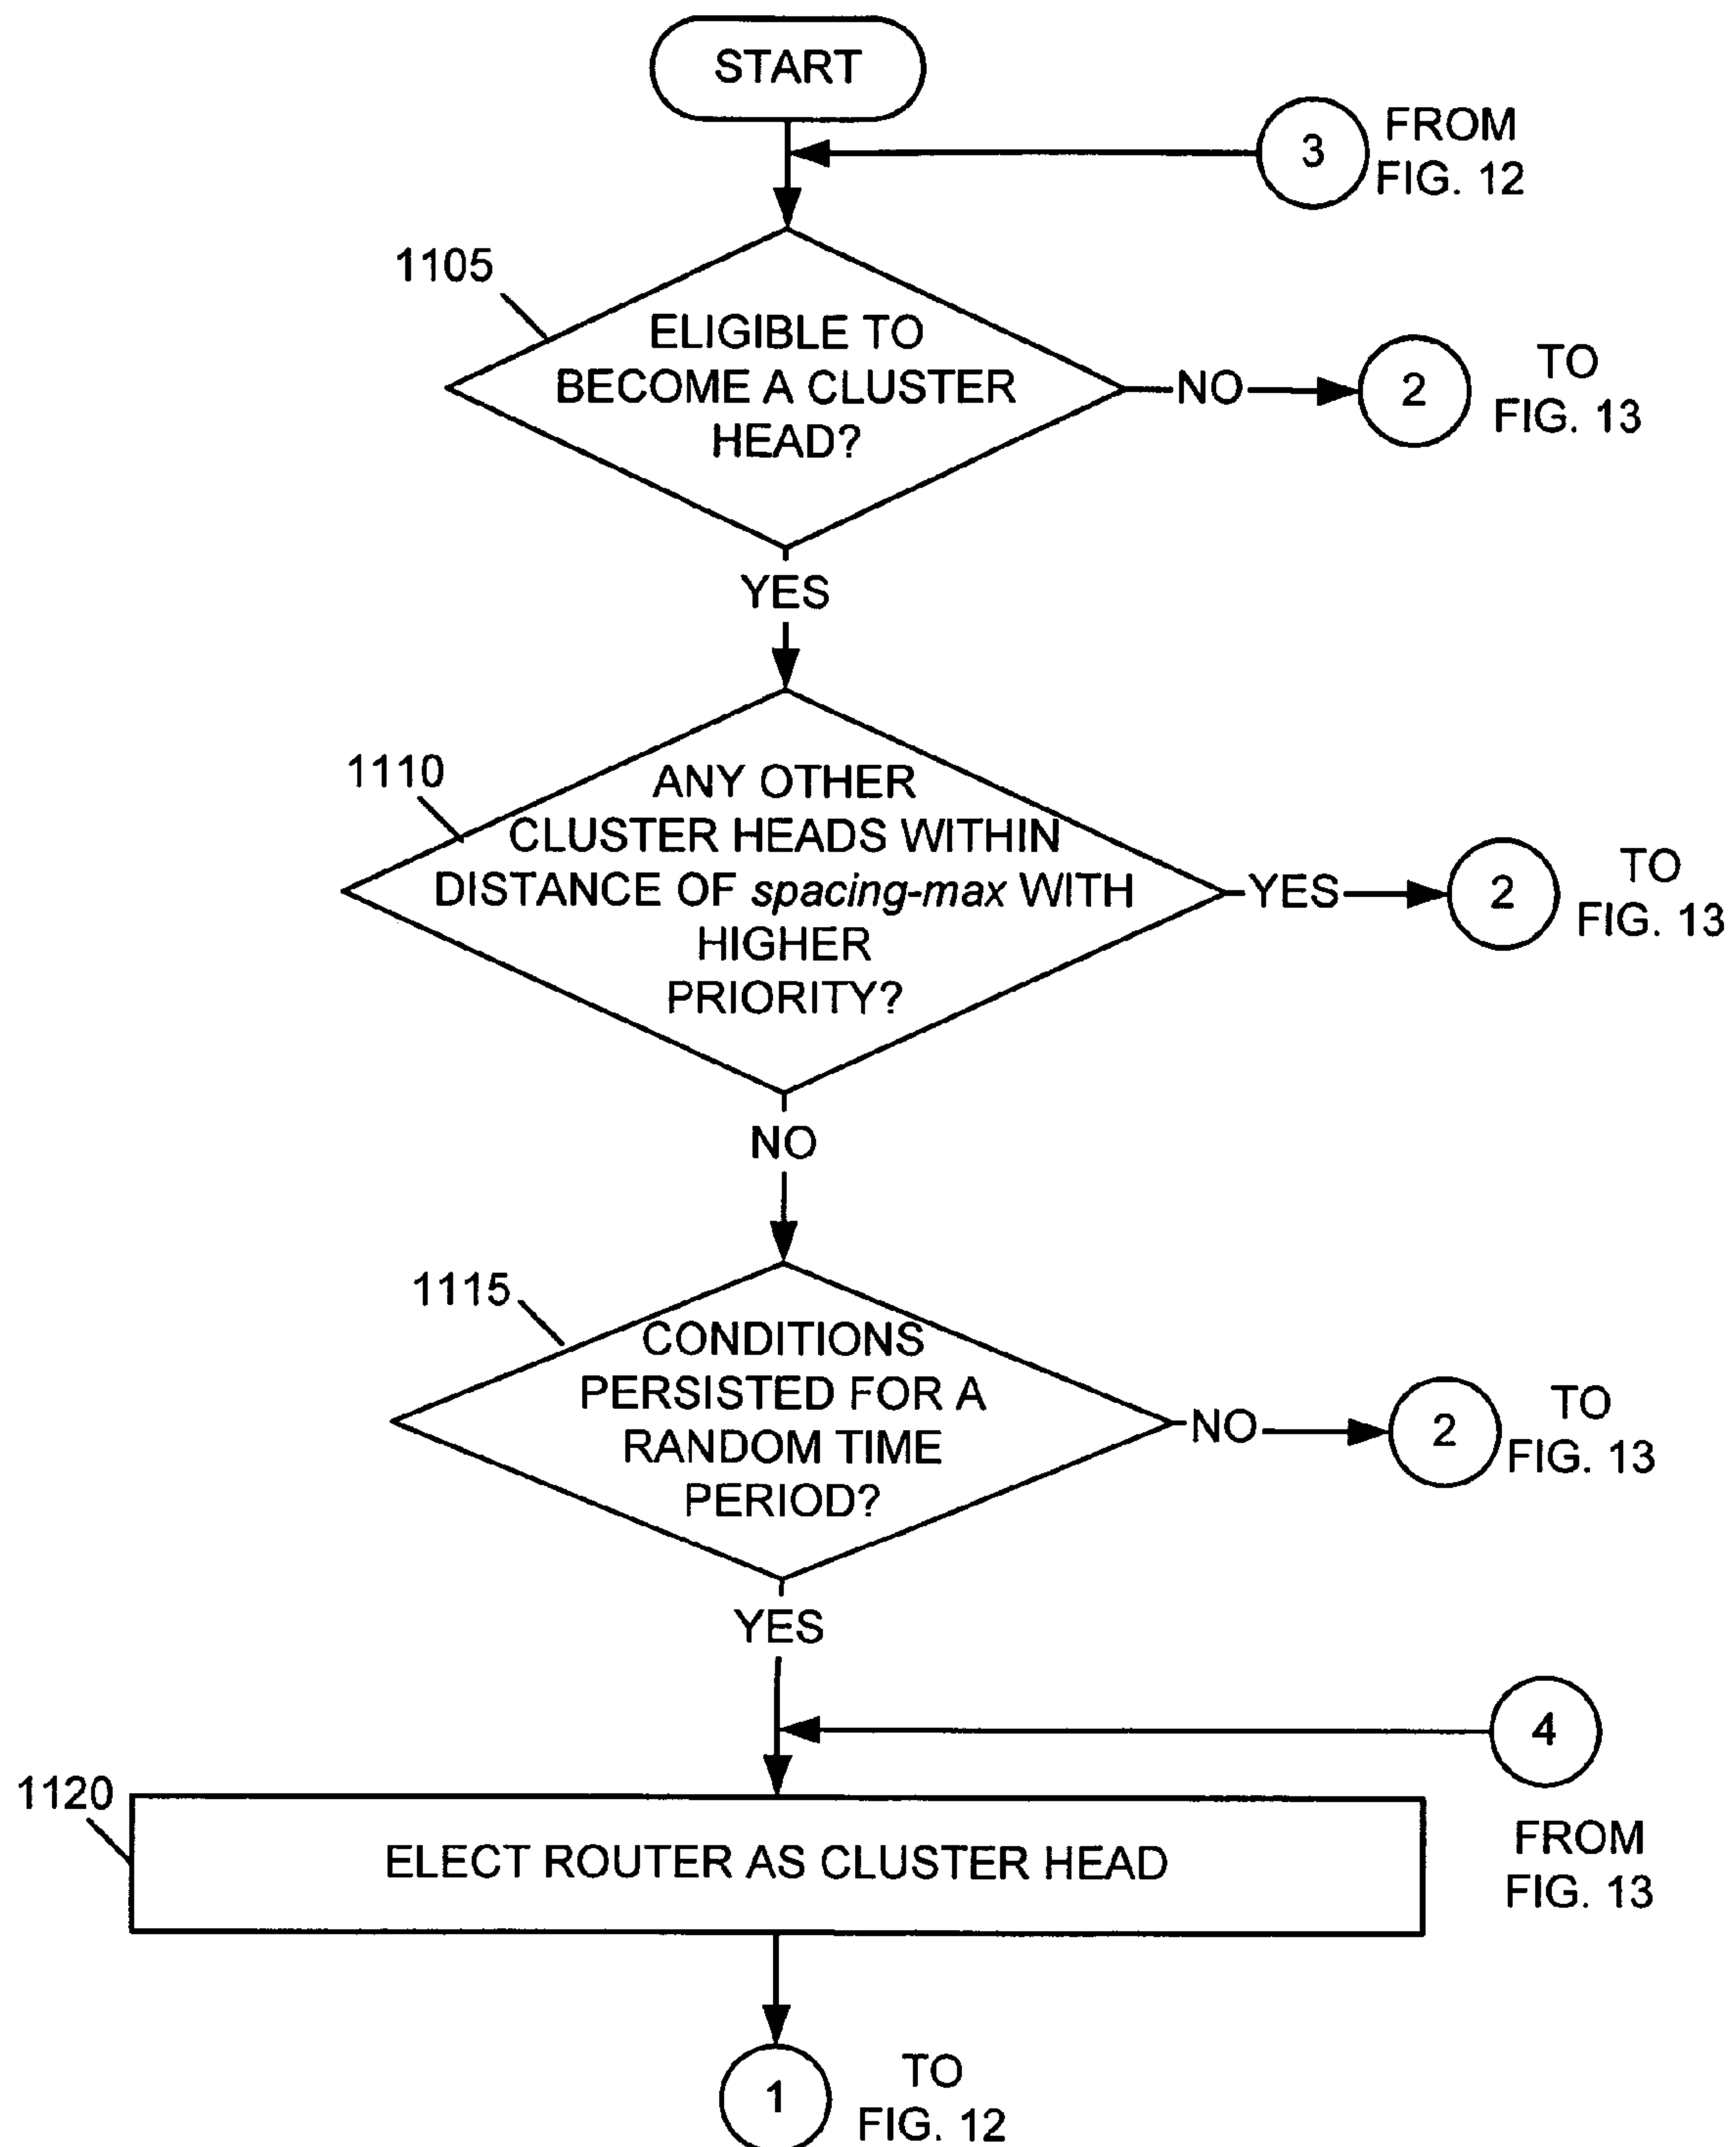 START
3
FROM
FIG. 12
1105
ELIGIBLE TO
BECOME A CLUSTER
HEAD?
NO
2
TO
FIG. 13
YES
1110
ANY OTHER
CLUSTER HEADS WITHIN
DISTANCE OF spacing-max WITH
HIGHER
PRIORITY?
YES
2
TO
FIG. 13
NO
1115
CONDITIONS
PERSISTED FOR A
RANDOM TIME
PERIOD?
NO
2
TO
FIG. 13
YES
4
FROM
FIG. 13
1120
ELECT ROUTER AS CLUSTER HEAD
1
TO
FIG. 12